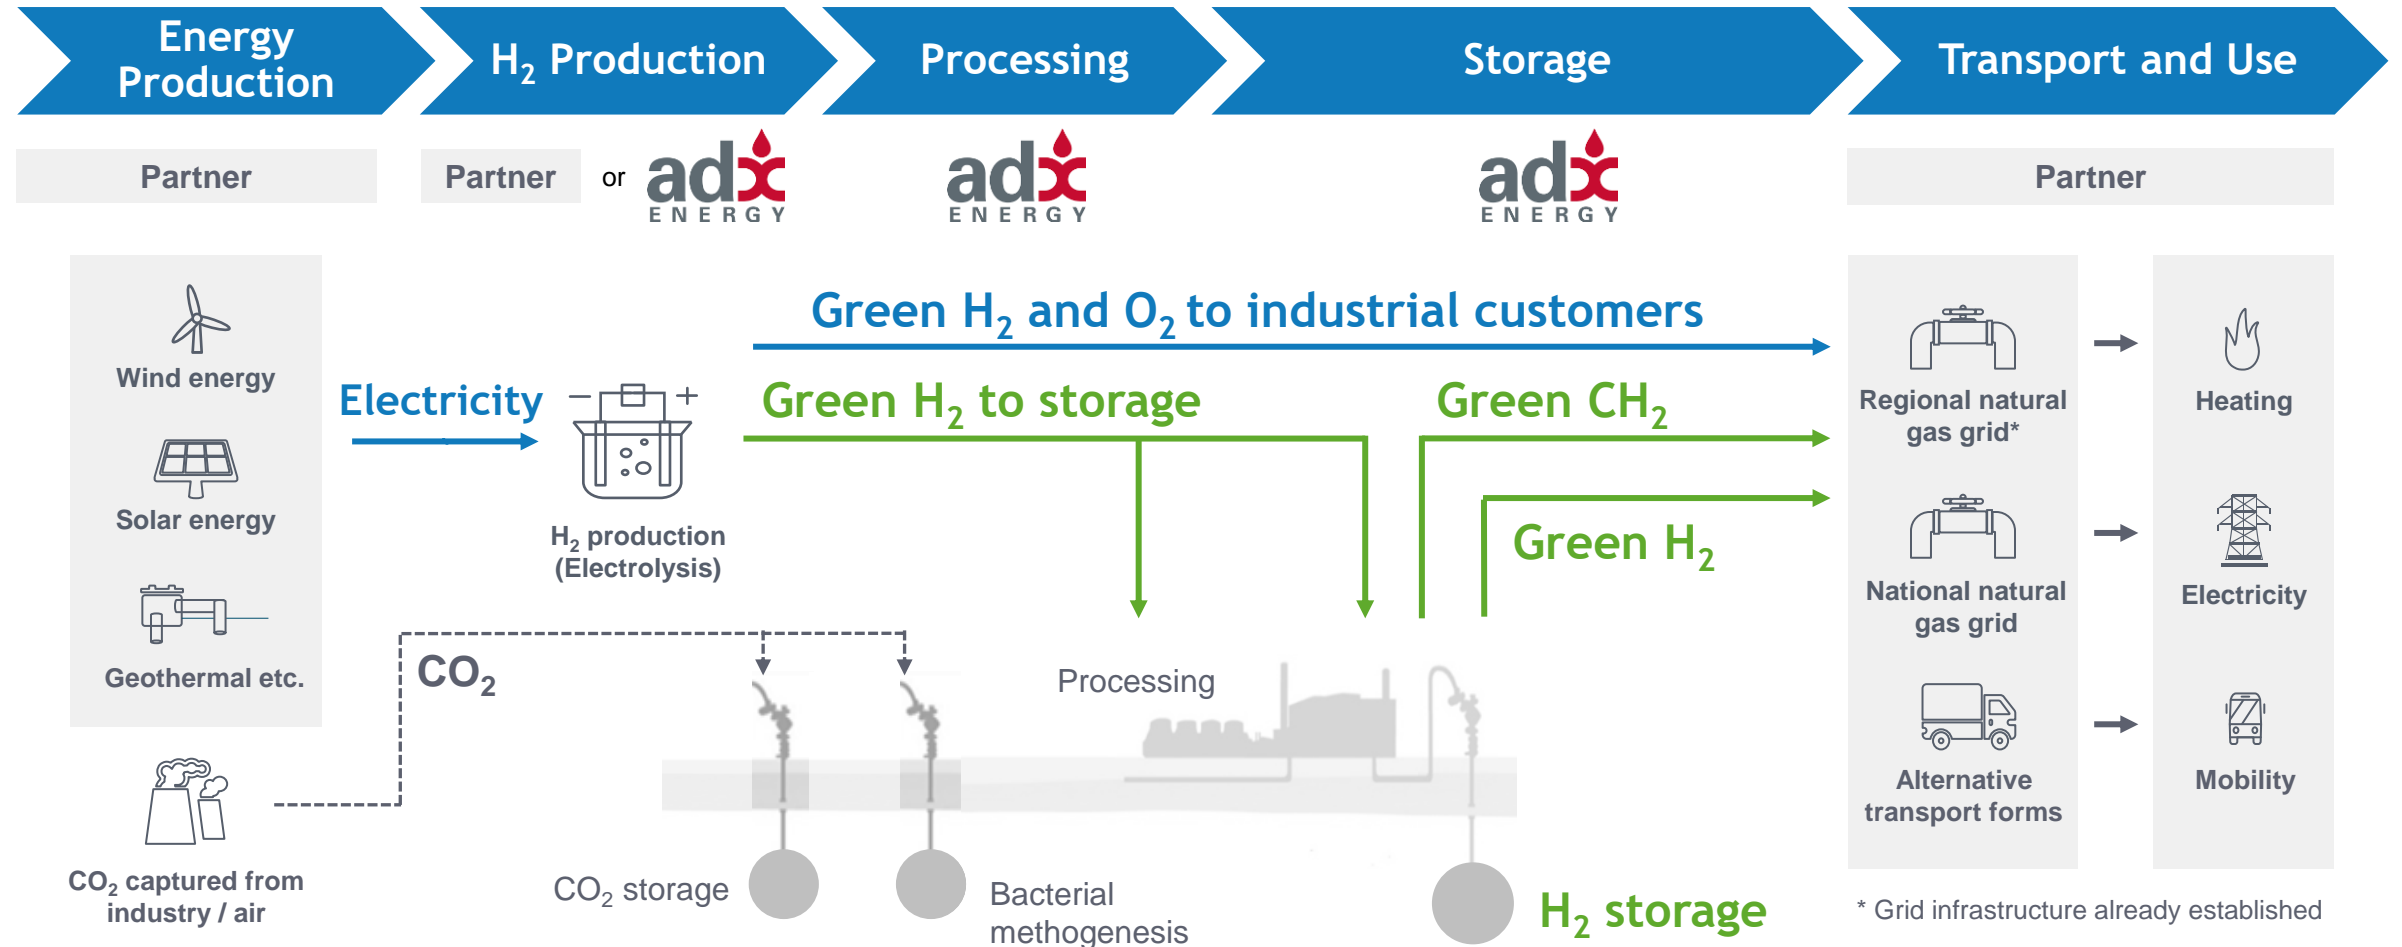 Energy
Production
H₂ Production
Processing
Storage
Transport and Use
Partner
Partner
or
adx
ENERGY
adx
ENERGY
adx
ENERGY
Partner
Wind energy
Solar energy
Geothermal etc.
CO₂ captured from
industry / air
Electricity
− +
H₂ production
(Electrolysis)
CO₂
Green H₂ and O₂ to industrial customers
Green H₂ to storage
Green CH₂
Green H₂
Processing
CO₂ storage
Bacterial
methogenesis
H₂ storage
Regional natural
gas grid*
National natural
gas grid
Alternative
transport forms
Heating
Electricity
Mobility
* Grid infrastructure already established